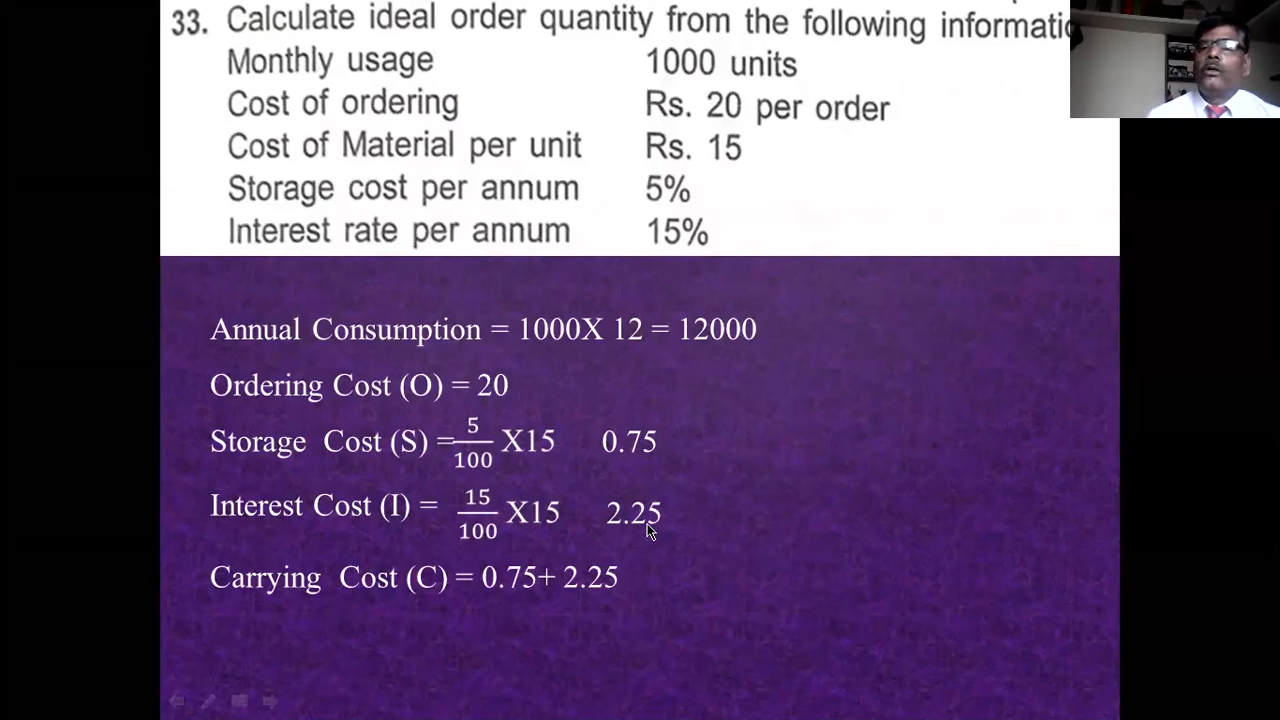 33. Calculate ideal order quantity from the following informatio
Monthly usage 1000 units
Cost of ordering Rs. 20 per order
Cost of Material per unit Rs. 15
Storage cost per annum 5%
Interest rate per annum 15%
Annual Consumption = 1000X 12 = 12000
Ordering Cost (O) = 20
Storage Cost (S) = 5/100 X15 0.75
Interest Cost (I) = 15/100 X15 2.25
Carrying Cost (C) = 0.75+ 2.25